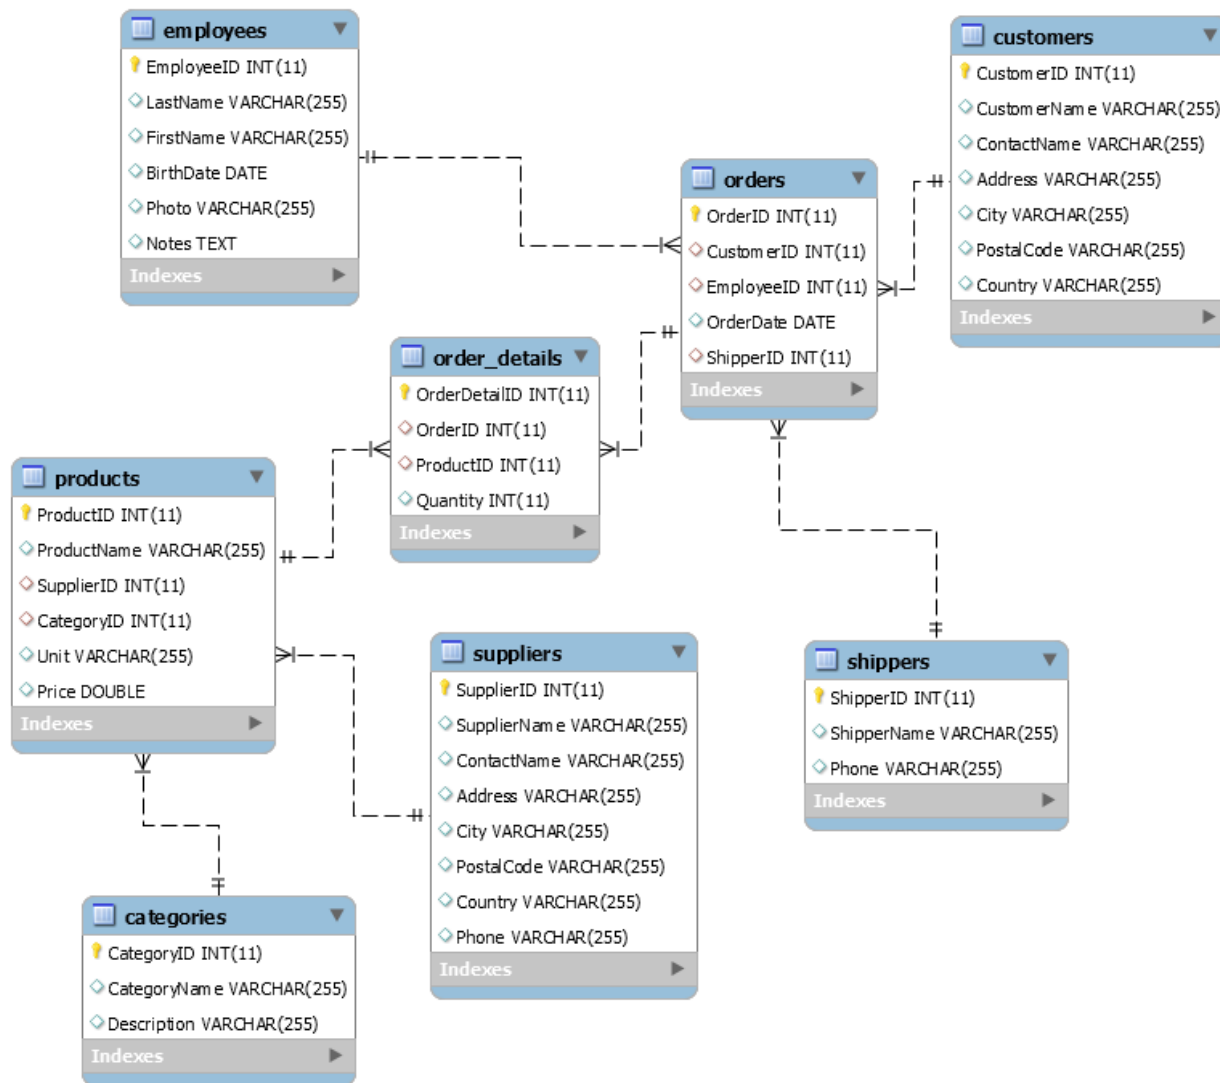 employees
EmployeeID INT(11)
LastName VARCHAR(255)
FirstName VARCHAR(255)
BirthDate DATE
Photo VARCHAR(255)
Notes TEXT
Indexes
customers
CustomerID INT(11)
CustomerName VARCHAR(255)
ContactName VARCHAR(255)
Address VARCHAR(255)
City VARCHAR(255)
PostalCode VARCHAR(255)
Country VARCHAR(255)
Indexes
orders
OrderID INT(11)
CustomerID INT(11)
EmployeeID INT(11)
OrderDate DATE
ShipperID INT(11)
Indexes
order_details
OrderDetailID INT(11)
OrderID INT(11)
ProductID INT(11)
Quantity INT(11)
Indexes
products
ProductID INT(11)
ProductName VARCHAR(255)
SupplierID INT(11)
CategoryID INT(11)
Unit VARCHAR(255)
Price DOUBLE
Indexes
suppliers
SupplierID INT(11)
SupplierName VARCHAR(255)
ContactName VARCHAR(255)
Address VARCHAR(255)
City VARCHAR(255)
PostalCode VARCHAR(255)
Country VARCHAR(255)
Phone VARCHAR(255)
Indexes
shippers
ShipperID INT(11)
ShipperName VARCHAR(255)
Phone VARCHAR(255)
Indexes
categories
CategoryID INT(11)
CategoryName VARCHAR(255)
Description VARCHAR(255)
Indexes